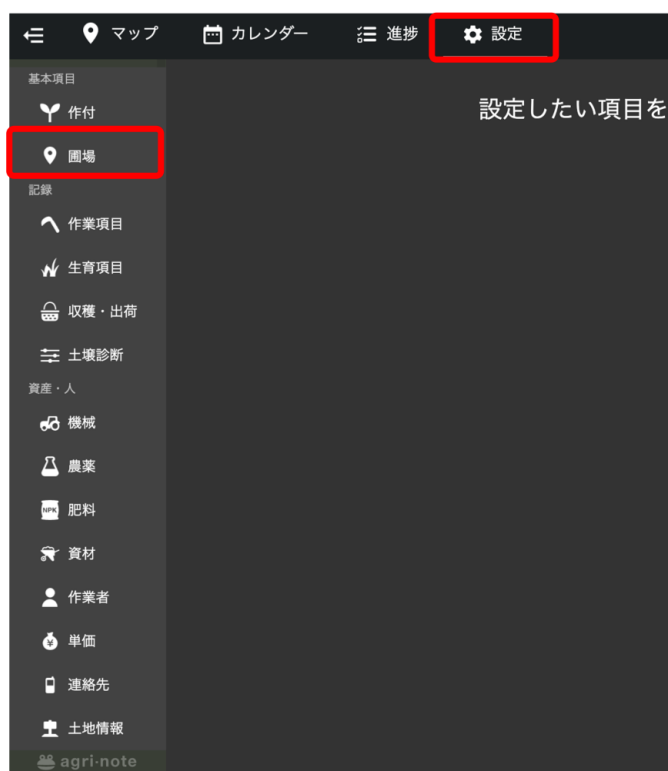 マップ
カレンダー
進捗
設定
基本項目
作付
圃場
記録
作業項目
生育項目
収穫・出荷
土壌診断
資産・人
機械
農薬
NPK
肥料
資材
作業者
単価
連絡先
土地情報
agri-note
設定したい項目を